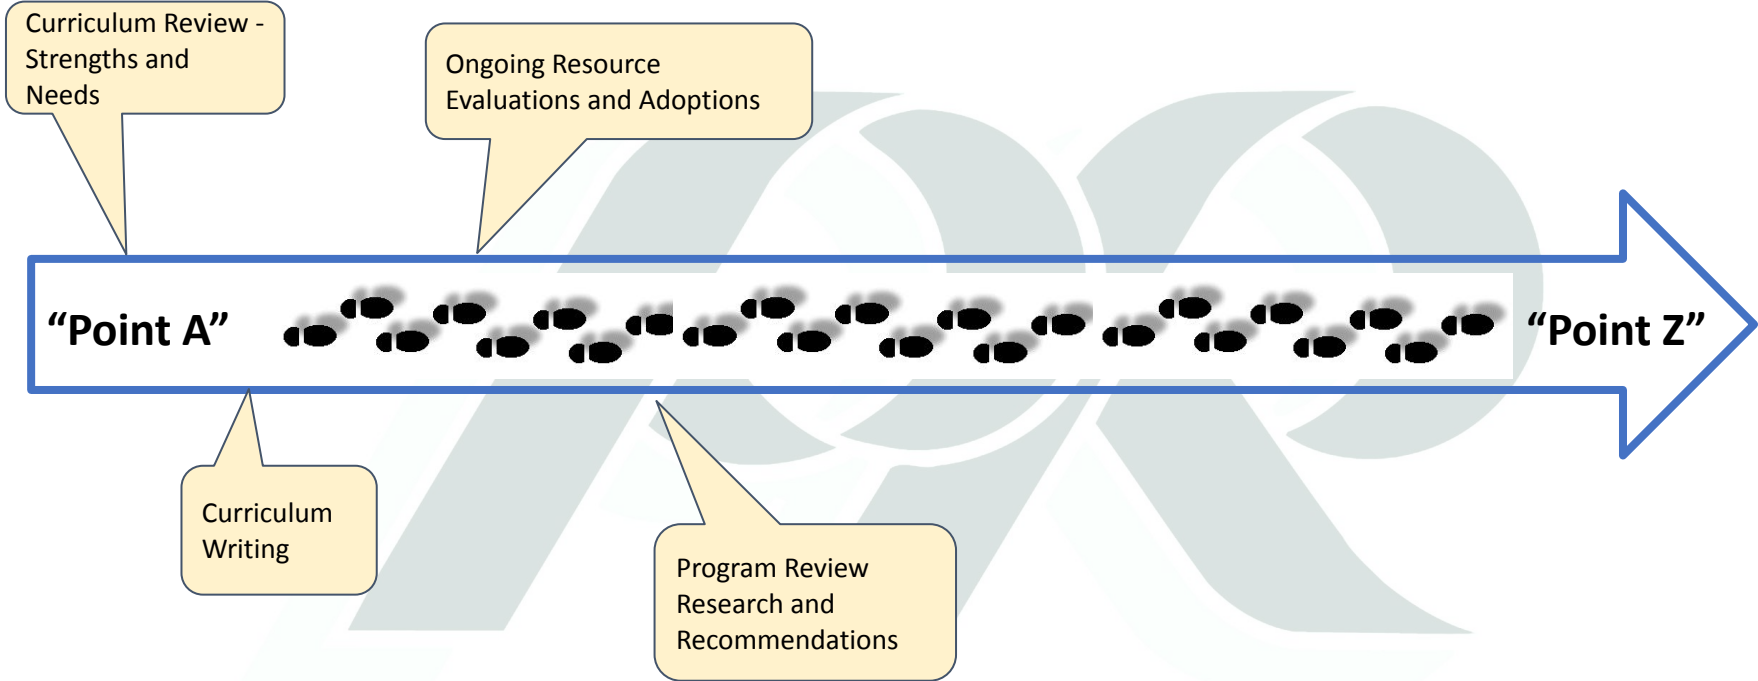 Curriculum Review -
Strengths and
Needs
Ongoing Resource
Evaluations and Adoptions
“Point A”
“Point Z”
Curriculum
Writing
Program Review
Research and
Recommendations